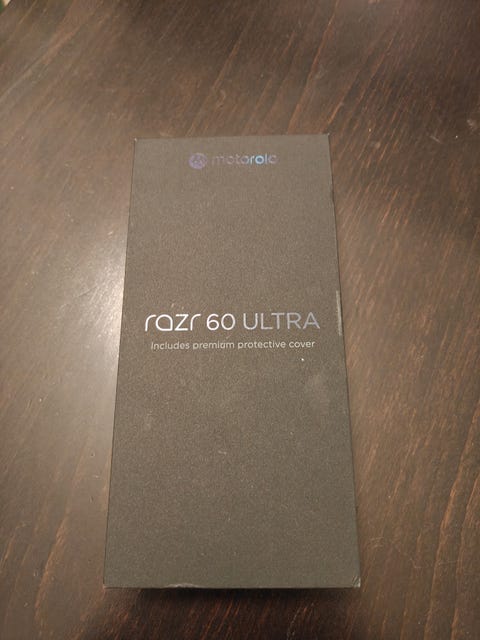 motorola
razr 60 ULTRA
Includes premium protective cover